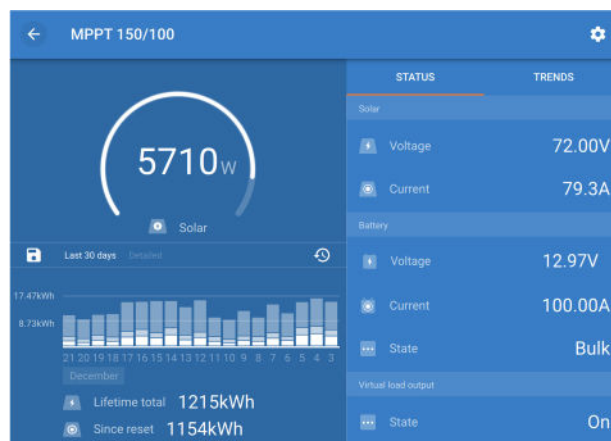 MPPT 150/100
5710W
Solar
Last 30 days Detailed
17.47kWh
8.73kWh
21 20 19 18 17 16 15 14 13 12 11 10 9 8 7 6 5 4 3
December
Lifetime total 1215kWh
Since reset 1154kWh
STATUS TRENDS
Solar
Voltage 72.00V
Current 79.3A
Battery
Voltage 12.97V
Current 100.00A
State Bulk
Virtual load output
State On